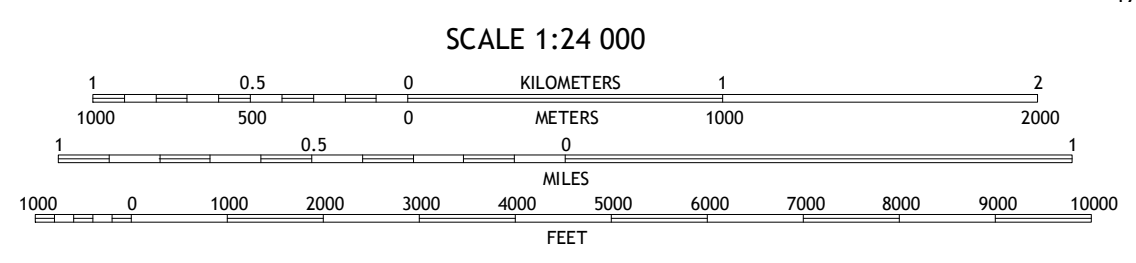 SCALE 1:24 000
1 0.5 0 KILOMETERS 1 2
1000 500 0 METERS 1000 2000
1 0.5 0 1
MILES
1000 0 1000 2000 3000 4000 5000 6000 7000 8000 9000 10000
FEET